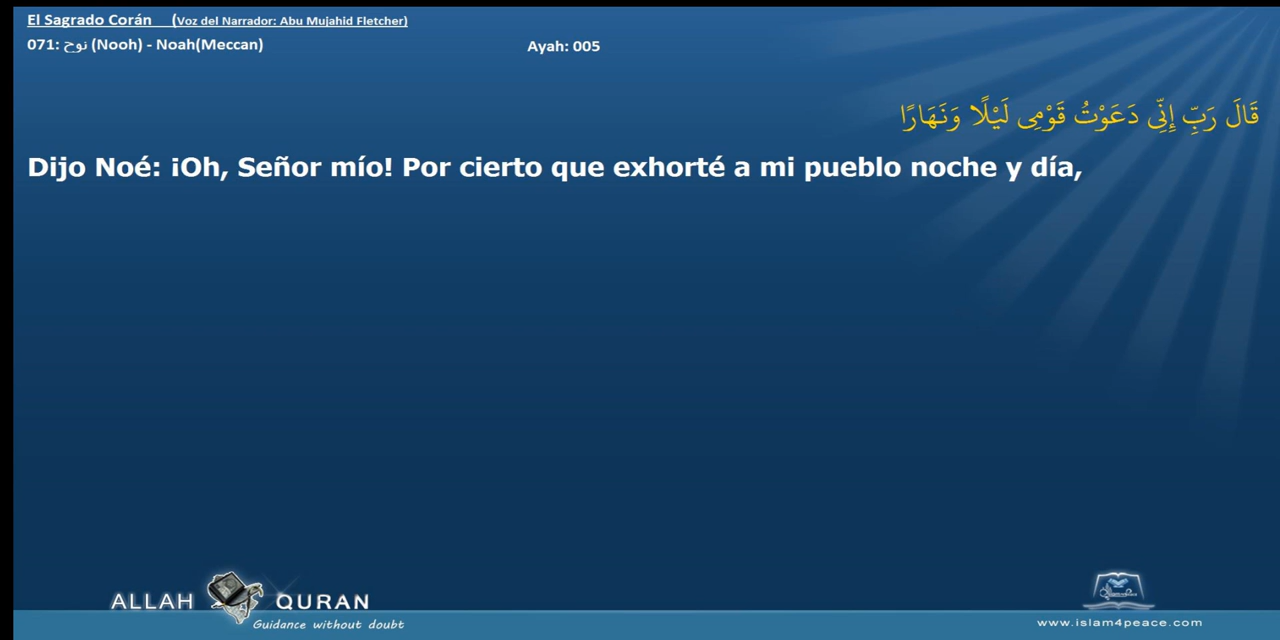 El Sagrado Corán (Voz del Narrador: Abu Mujahid Fletcher)
071: نوح (Nooh) - Noah(Meccan)
Ayah: 005
قَالَ رَبِّ إِنِّى دَعَوْتُ قَوْمِى لَيْلًا وَنَهَارًا
Dijo Noé: ¡Oh, Señor mío! Por cierto que exhorté a mi pueblo noche y día,
ALLAH QURAN
Guidance without doubt
www.islam4peace.com